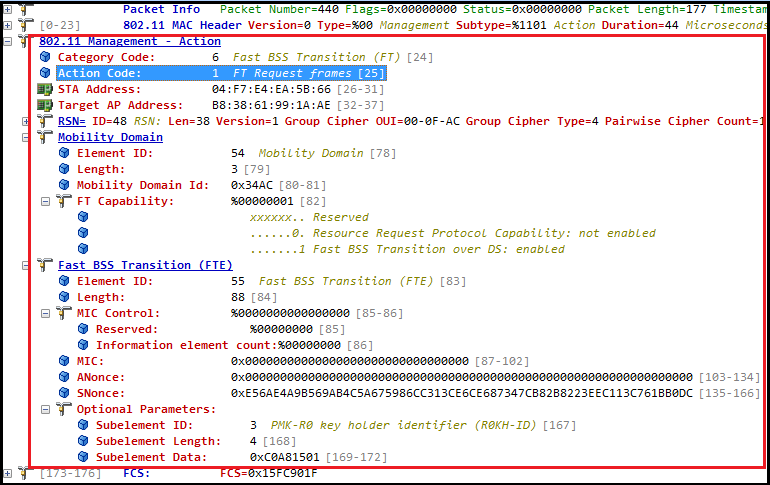 Packet Info Packet Number=440 Flags=0x00000000 Status=0x00000000 Packet Length=177 Timestam
[0-23] 802.11 MAC Header Version=0 Type=%00 Management Subtype=%1101 Action Duration=44 Microseconds
802.11 Management - Action
Category Code: 6 Fast BSS Transition (FT) [24]
Action Code: 1 FT Request frames [25]
STA Address: 04:F7:E4:EA:5B:66 [26-31]
Target AP Address: B8:38:61:99:1A:AE [32-37]
RSN= ID=48 RSN: Len=38 Version=1 Group Cipher OUI=00-0F-AC Group Cipher Type=4 Pairwise Cipher Count=1
Mobility Domain
Element ID: 54 Mobility Domain [78]
Length: 3 [79]
Mobility Domain Id: 0x34AC [80-81]
FT Capability: %00000001 [82]
xxxxxx.. Reserved
......0. Resource Request Protocol Capability: not enabled
.......1 Fast BSS Transition over DS: enabled
Fast BSS Transition (FTE)
Element ID: 55 Fast BSS Transition (FTE) [83]
Length: 88 [84]
MIC Control: %0000000000000000 [85-86]
Reserved: %00000000 [85]
Information element count:%00000000 [86]
MIC: 0x00000000000000000000000000000000 [87-102]
ANonce: 0x0000000000000000000000000000000000000000000000000000000000000000 [103-134]
SNonce: 0xE56AE4A9B569AB4C5A675986CC313CE6CE687347CB82B8223EEC113C761BB0DC [135-166]
Optional Parameters:
Subelement ID: 3 PMK-R0 key holder identifier (R0KH-ID) [167]
Subelement Length: 4 [168]
Subelement Data: 0xC0A81501 [169-172]
[173-176] FCS: FCS=0x15FC901F